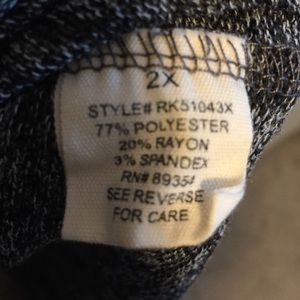 2X
STYLE# RK51043X
77% POLYESTER
20% RAYON
3% SPANDEX
RN# 89354
SEE REVERSE
FOR CARE